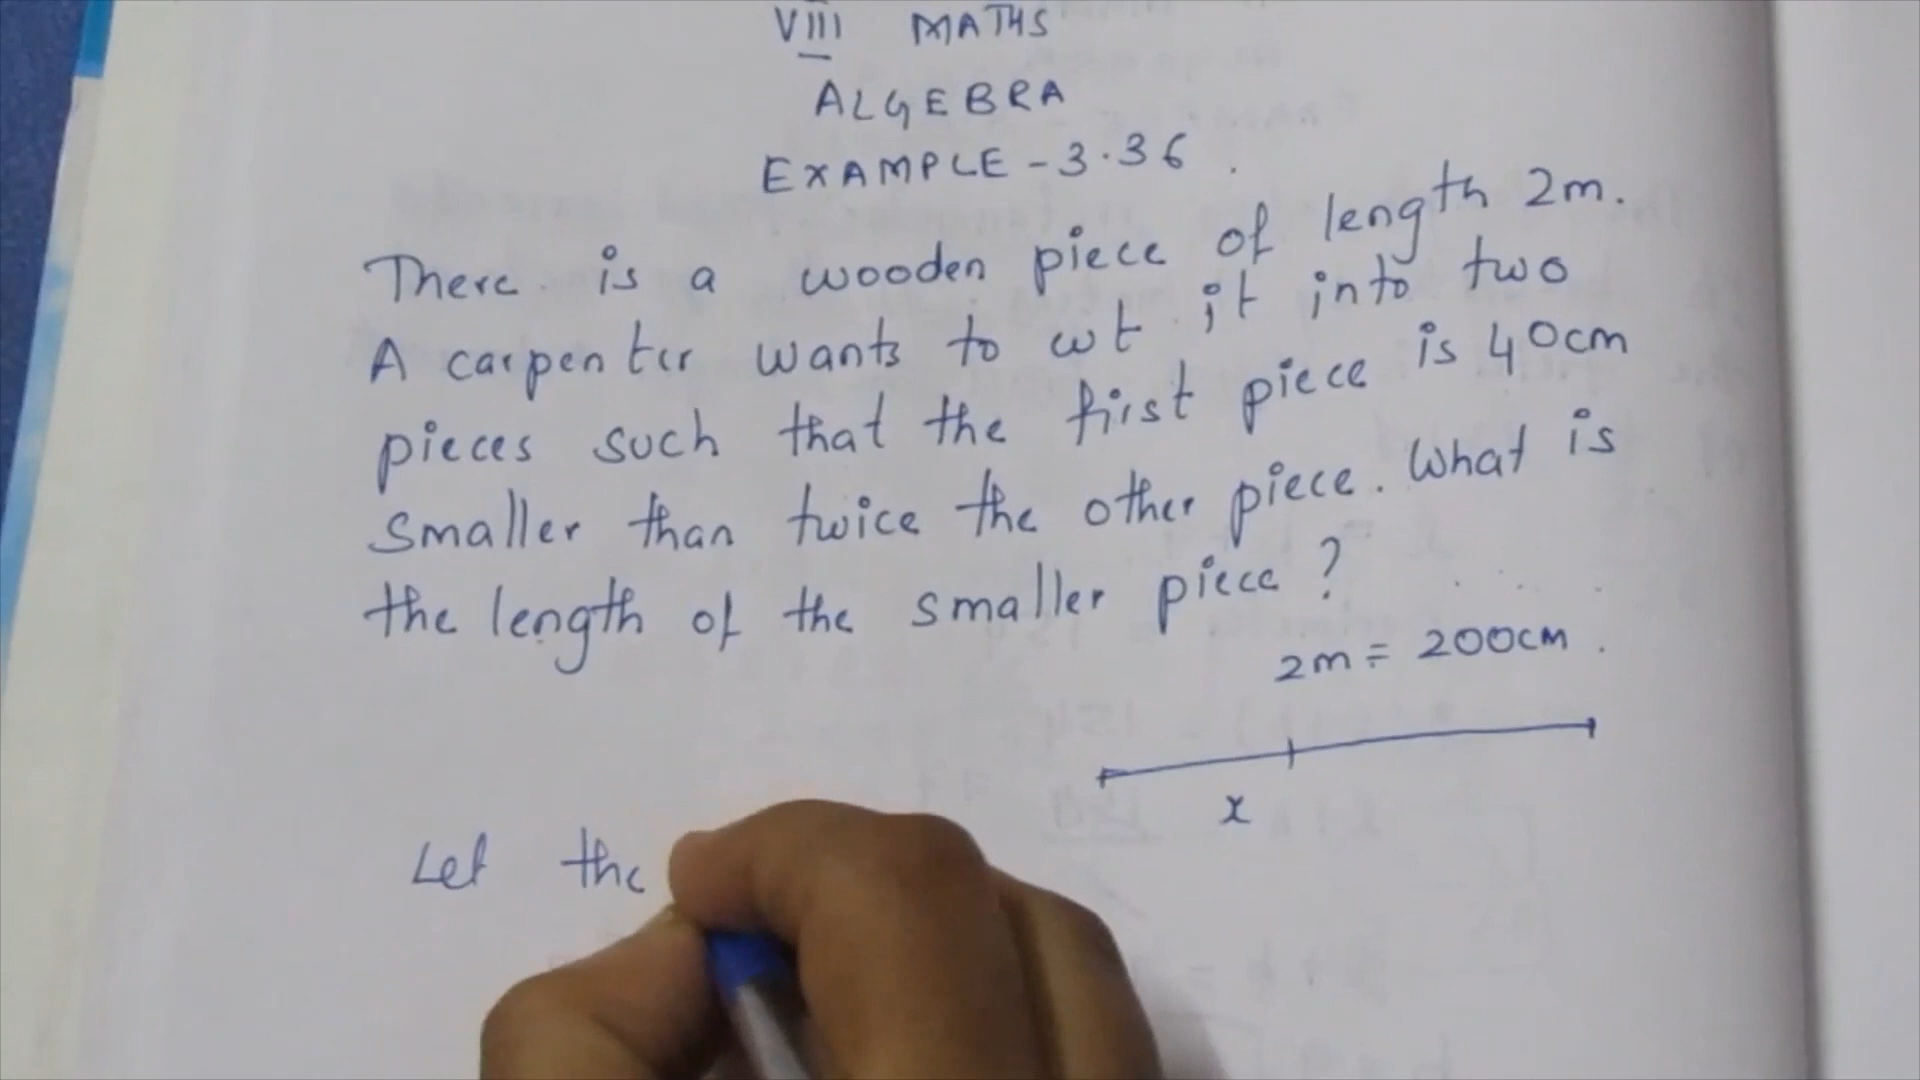 VIII MATHS
ALGEBRA
EXAMPLE - 3.36.
There is a wooden piece of length 2m.
A carpenter wants to cut it into two
pieces such that the first piece is 40cm
smaller than twice the other piece. What is
the length of the smaller piece?
2m = 200cm.
x
Let the